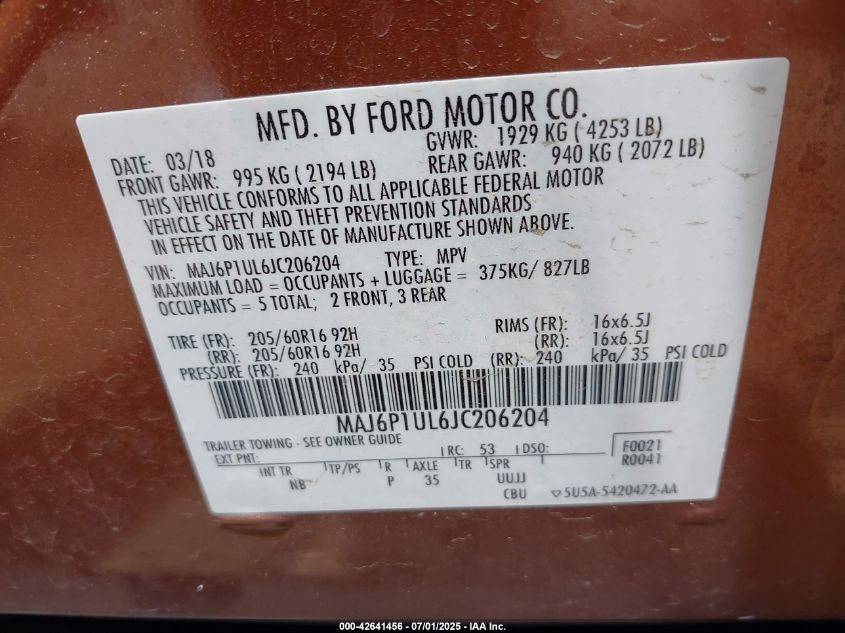 MFD. BY FORD MOTOR CO.
DATE: 03/18 GVWR: 1929 KG ( 4253 LB)
FRONT GAWR: 995 KG ( 2194 LB) REAR GAWR: 940 KG ( 2072 LB)
THIS VEHICLE CONFORMS TO ALL APPLICABLE FEDERAL MOTOR
VEHICLE SAFETY AND THEFT PREVENTION STANDARDS
IN EFFECT ON THE DATE OF MANUFACTURE SHOWN ABOVE.
VIN: MAJ6P1UL6JC206204 TYPE: MPV
MAXIMUM LOAD = OCCUPANTS + LUGGAGE = 375KG/ 827LB
OCCUPANTS = 5 TOTAL; 2 FRONT, 3 REAR
TIRE (FR): 205/60R16 92H RIMS (FR): 16x6.5J
(RR): 205/60R16 92H (RR): 16x6.5J
PRESSURE (FR): 240 kPa/ 35 PSI COLD (RR): 240 kPa/ 35 PSI COLD
MAJ6P1UL6JC206204
TRAILER TOWING - SEE OWNER GUIDE
EXT PNT: RC: 53 DSO: F0021
R0041
INT TR TP/PS R AXLE TR SPR
NB P 35 UUJJ
CBU ▽5U5A-5420472-AA
000-42641456 - 07/01/2025 - IAA Inc.